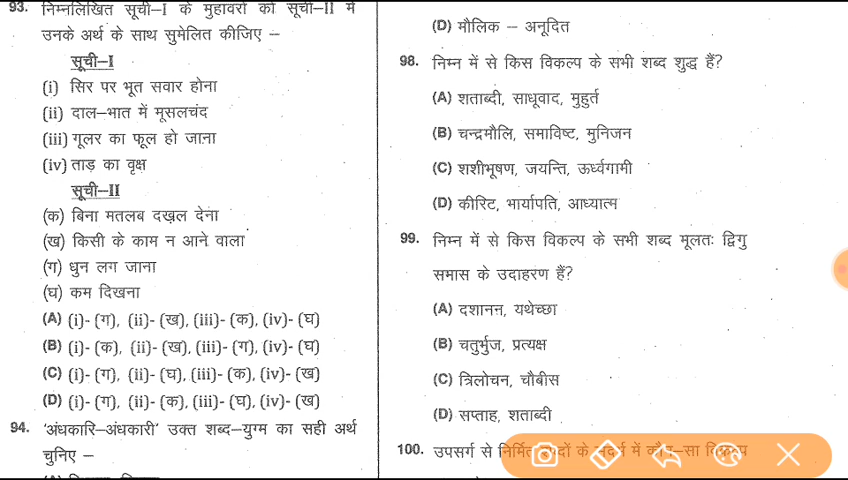 93. निम्नलिखित सूची–I के मुहावरों को सूची–II में
उनके अर्थ के साथ सुमेलित कीजिए –
सूची–I
(i) सिर पर भूत सवार होना
(ii) दाल–भात में मूसलचंद
(iii) गूलर का फूल हो जाना
(iv) ताड़ का वृक्ष
सूची–II
(क) बिना मतलब दखल देना
(ख) किसी के काम न आने वाला
(ग) धुन लग जाना
(घ) कम दिखना
(A) (i)- (ग), (ii)- (ख), (iii)- (क), (iv)- (घ)
(B) (i)- (क), (ii)- (ख), (iii)- (ग), (iv)- (घ)
(C) (i)- (ग), (ii)- (घ), (iii)- (क), (iv)- (ख)
(D) (i)- (ग), (ii)- (क), (iii)- (घ), (iv)- (ख)
94. 'अंधकारि–अंधकारी' उक्त शब्द–युग्म का सही अर्थ
चुनिए –
(D) मौलिक – अनूदित
98. निम्न में से किस विकल्प के सभी शब्द शुद्ध हैं?
(A) शताब्दी, साधूवाद, मुहुर्त
(B) चन्द्रमौलि, समाविष्ट, मुनिजन
(C) शशीभूषण, जयन्ति, ऊर्ध्वगामी
(D) कीरिट, भार्यापति, आध्यात्म
99. निम्न में से किस विकल्प के सभी शब्द मूलतः द्विगु
समास के उदाहरण हैं?
(A) दशानन, यथेच्छा
(B) चतुर्भुज, प्रत्यक्ष
(C) त्रिलोचन, चौबीस
(D) सप्ताह, शताब्दी
100. उपसर्ग से निर्मित के में कौन–सा विकल्प